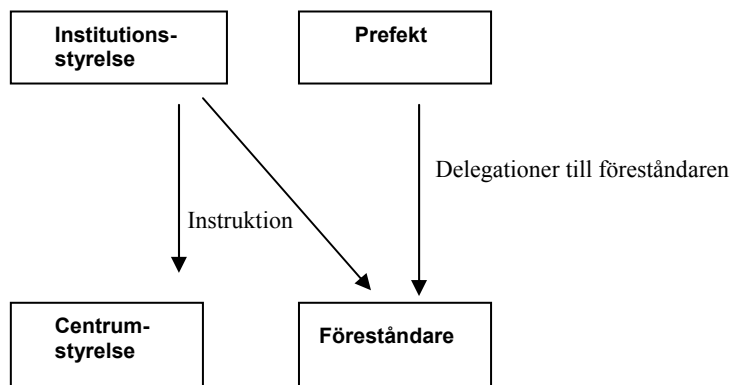 Institutions-
styrelse
Prefekt
Delegationer till föreståndaren
Instruktion
Centrum-
styrelse
Föreståndare